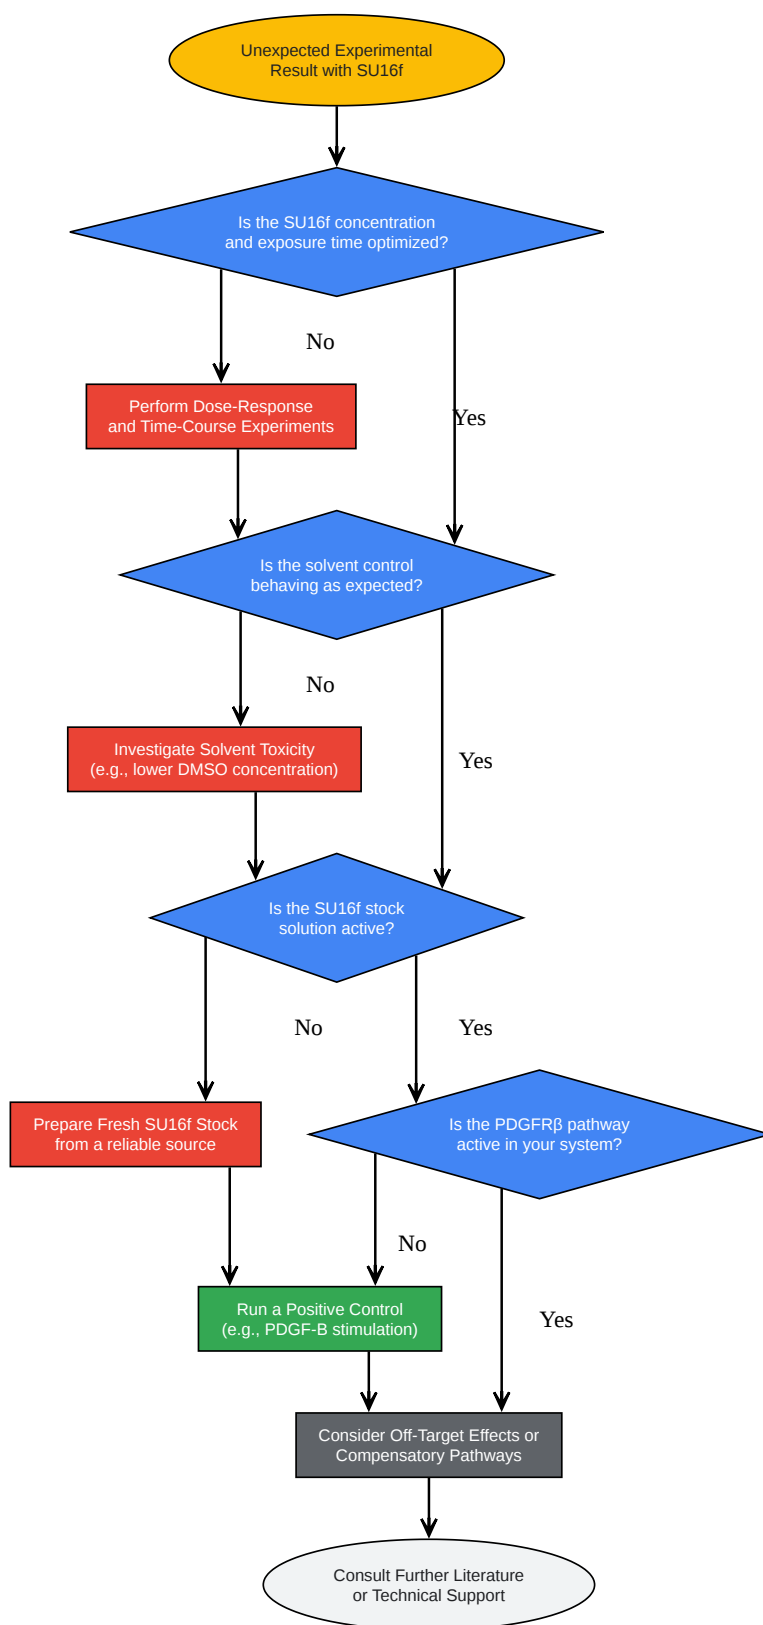 Unexpected Experimental
Result with SU16f
Is the SU16f concentration
and exposure time optimized?
No
Perform Dose-Response
and Time-Course Experiments
Yes
Is the solvent control
behaving as expected?
No
Investigate Solvent Toxicity
(e.g., lower DMSO concentration)
Yes
Is the SU16f stock
solution active?
No
Yes
Prepare Fresh SU16f Stock
from a reliable source
Is the PDGFRβ pathway
active in your system?
No
Run a Positive Control
(e.g., PDGF-B stimulation)
Yes
Consider Off-Target Effects or
Compensatory Pathways
Consult Further Literature
or Technical Support